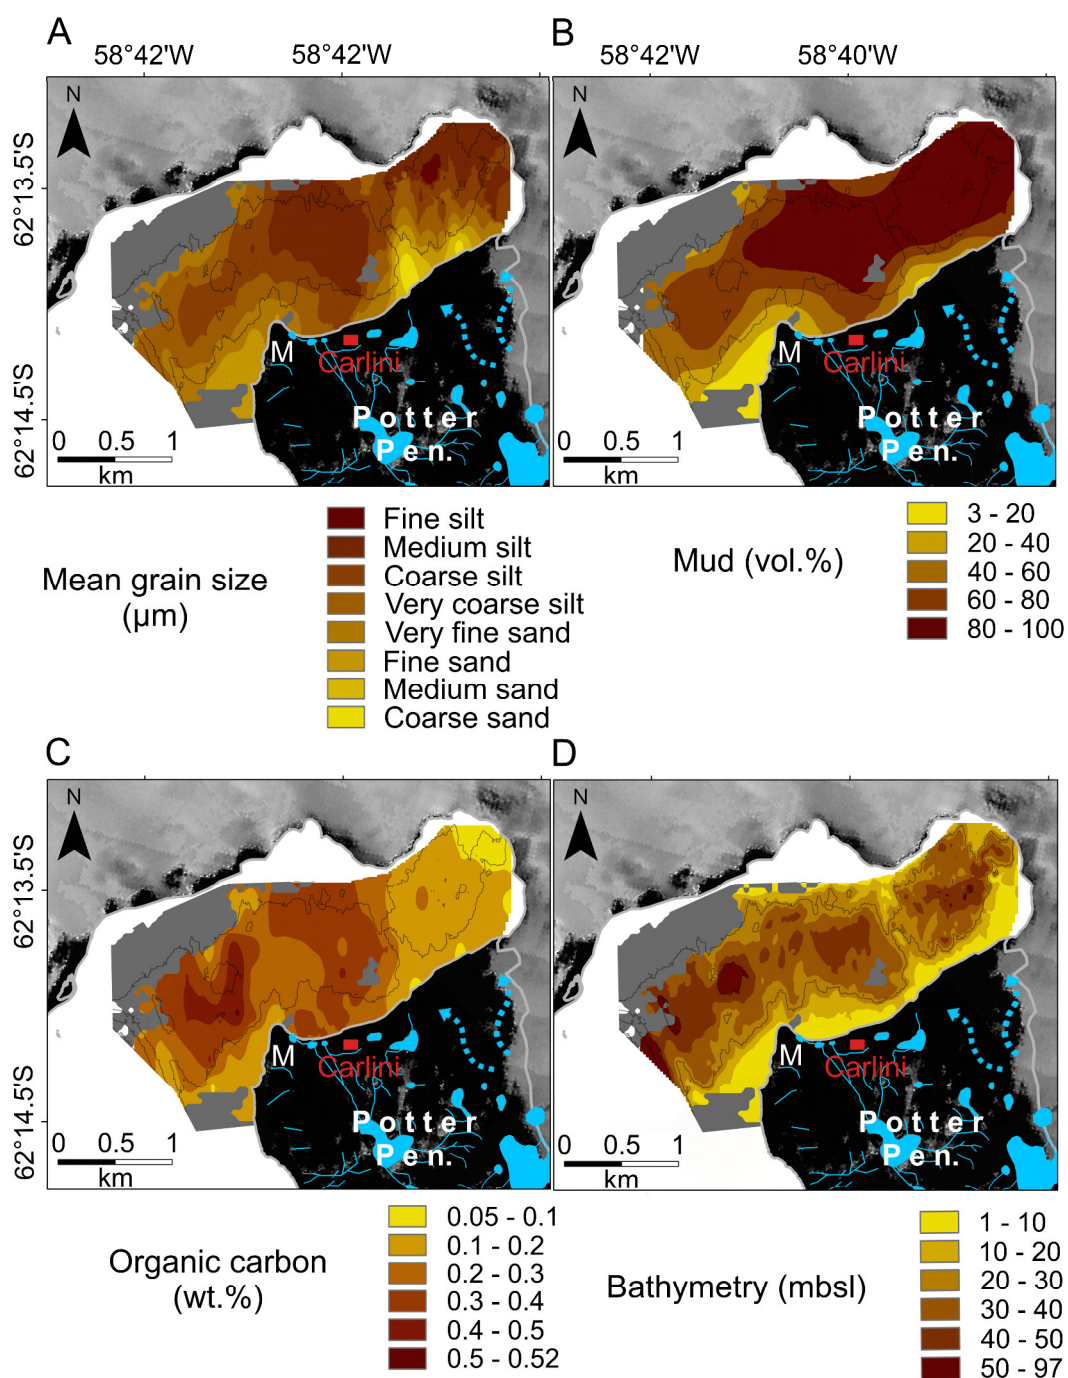 A
B
58°42'W
58°42'W
58°42'W
58°40'W
N
N
62°13.5'S
62°14.5'S
M
Carlini
Potter
Pen.
0 0.5 1
km
M
Carlini
Potter
Pen.
0 0.5 1
km
Mean grain size
(µm)
Fine silt
Medium silt
Coarse silt
Very coarse silt
Very fine sand
Fine sand
Medium sand
Coarse sand
Mud (vol.%)
3 - 20
20 - 40
40 - 60
60 - 80
80 - 100
C
D
N
N
62°13.5'S
62°14.5'S
M
Carlini
Potter
Pen.
0 0.5 1
km
M
Carlini
Potter
Pen.
0 0.5 1
km
Organic carbon
(wt.%)
0.05 - 0.1
0.1 - 0.2
0.2 - 0.3
0.3 - 0.4
0.4 - 0.5
0.5 - 0.52
Bathymetry (mbsl)
1 - 10
10 - 20
20 - 30
30 - 40
40 - 50
50 - 97